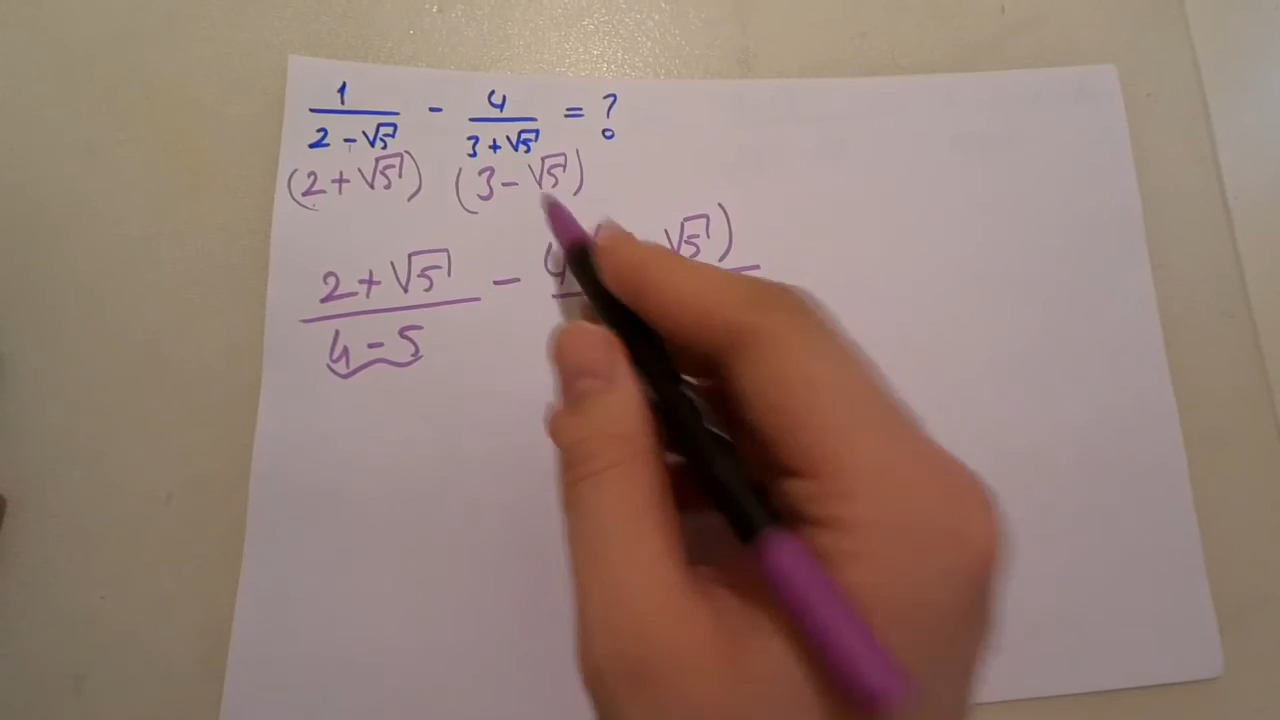 1/(2-√5) - 4/(3+√5) = ?
(2+√5) (3-√5)
(2+√5)/(4-5) - 4 √5)